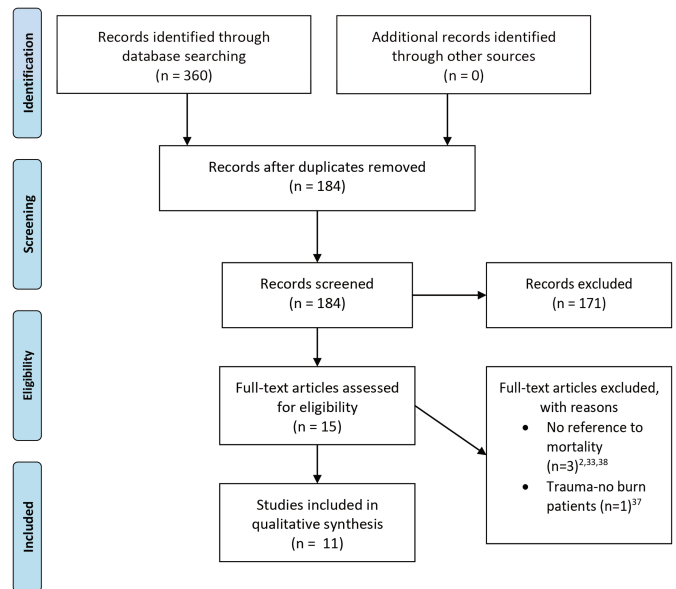 Identification
Records identified through
database searching
(n = 360)
Additional records identified
through other sources
(n = 0)
Records after duplicates removed
(n = 184)
Screening
Records screened
(n = 184)
Records excluded
(n = 171)
Eligibility
Full-text articles assessed
for eligibility
(n = 15)
Full-text articles excluded,
with reasons
• No reference to
mortality
(n=3)2,33,38
• Trauma-no burn
patients (n=1)37
Included
Studies included in
qualitative synthesis
(n = 11)